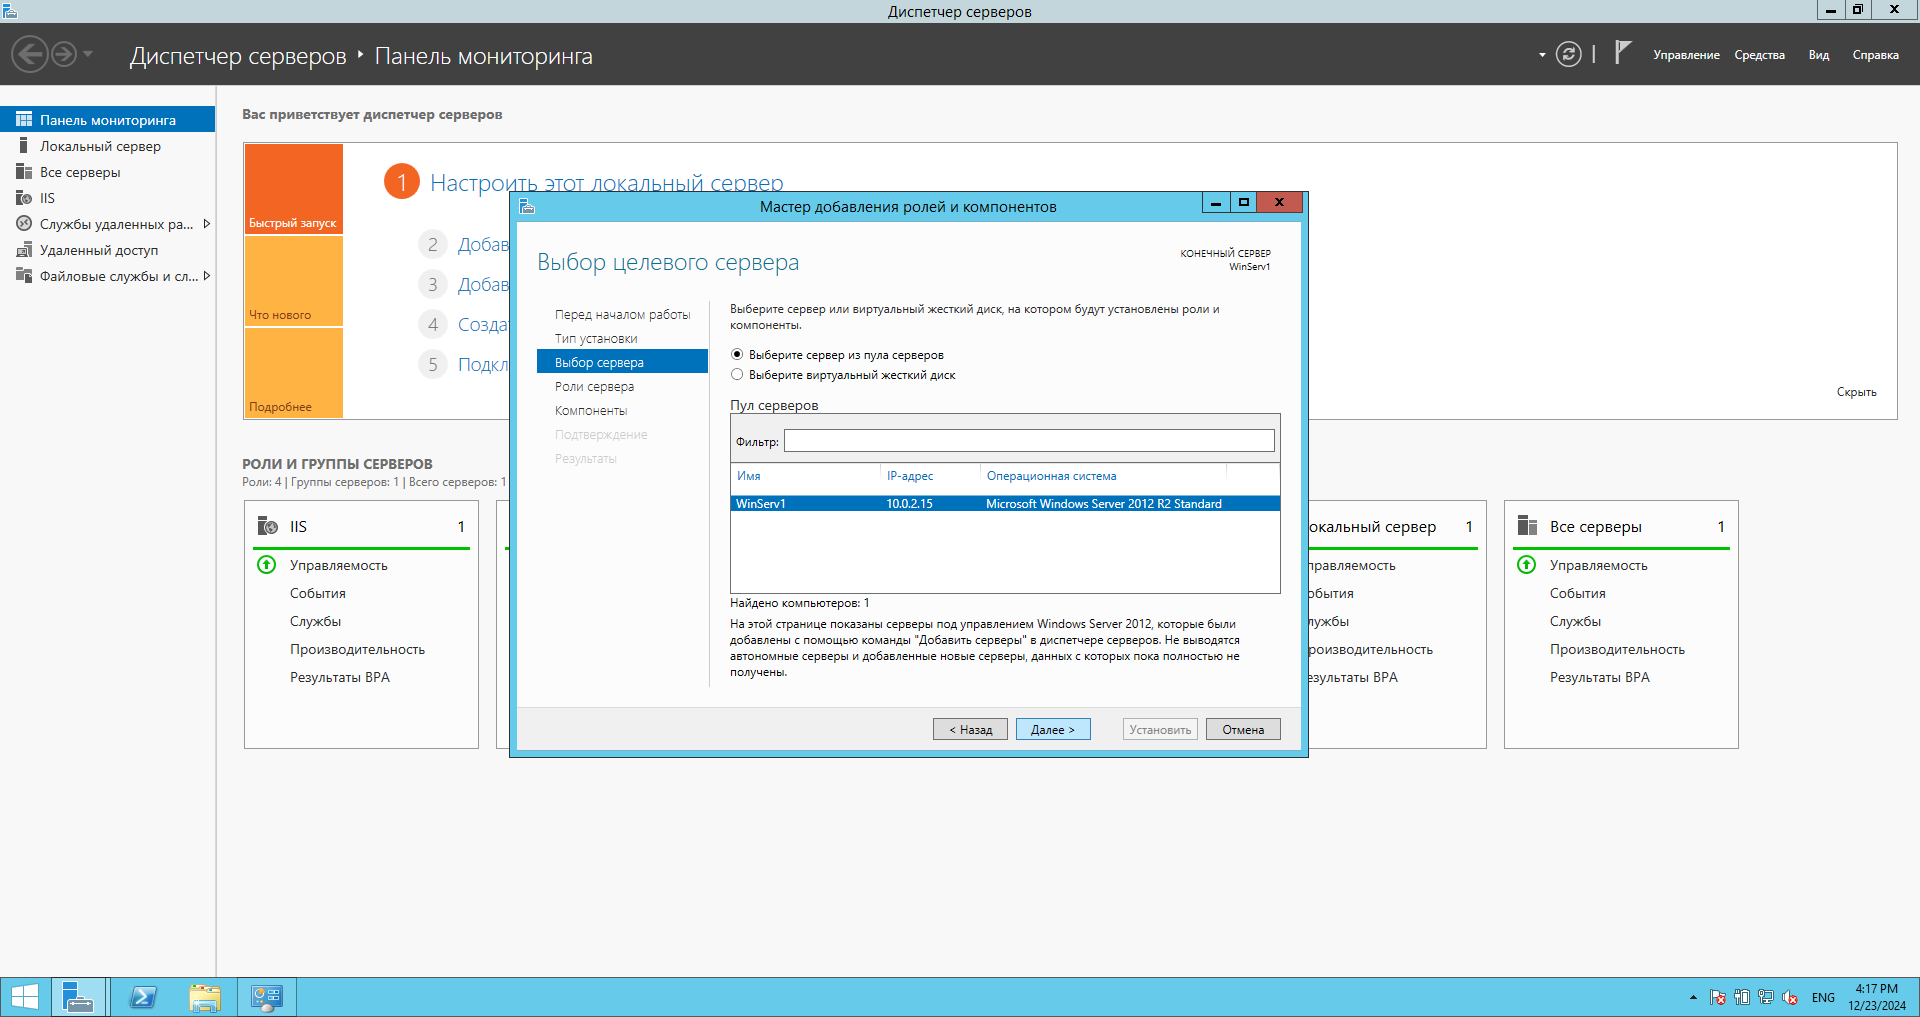 Диспетчер серверов
Диспетчер серверов
Панель мониторинга
Управление
Средства
Вид
Справка
Панель мониторинга
Локальный сервер
Все серверы
IIS
Службы удаленных ра...
Удаленный доступ
Файловые службы и сл...
Вас приветствует диспетчер серверов
Быстрый запуск
Что нового
Подробнее
1 Настроить этот локальный сервер
2 Добав
3 Добав
4 Созда
5 Подкл
Скрыть
РОЛИ И ГРУППЫ СЕРВЕРОВ
Роли: 4 | Группы серверов: 1 | Всего серверов: 1
IIS 1
Управляемость
События
Службы
Производительность
Результаты BPA
Мастер добавления ролей и компонентов
Выбор целевого сервера
КОНЕЧНЫЙ СЕРВЕР
WinServ1
Перед началом работы
Тип установки
Выбор сервера
Роли сервера
Компоненты
Подтверждение
Результаты
Выберите сервер или виртуальный жесткий диск, на котором будут установлены роли и
компоненты.
Выберите сервер из пула серверов
Выберите виртуальный жесткий диск
Пул серверов
Фильтр:
Имя IP-адрес Операционная система
WinServ1 10.0.2.15 Microsoft Windows Server 2012 R2 Standard
Найдено компьютеров: 1
На этой странице показаны серверы под управлением Windows Server 2012, которые были
добавлены с помощью команды "Добавить серверы" в диспетчере серверов. Не выводятся
автономные серверы и добавленные новые серверы, данных с которых пока полностью не
получены.
< Назад
Далее >
Установить
Отмена
окальный сервер 1
правляемость
обытия
лужбы
роизводительность
езультаты BPA
Все серверы 1
Управляемость
События
Службы
Производительность
Результаты BPA
ENG
4:17 PM
12/23/2024